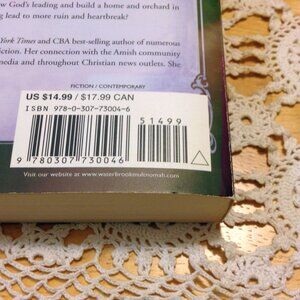 w God's leading and build a home and orchard in
lead to more ruin and heartbreak?
York Times and CBA best-selling author of numerous
iction. Her connection with the Amish community
media and throughout Christian news outlets. She
FICTION / CONTEMPORARY
US $14.99 / $17.99 CAN
ISBN 978-0-307-73004-6
51499
9 780307 730046
Visit our website at www.waterbrookmultnomah.com